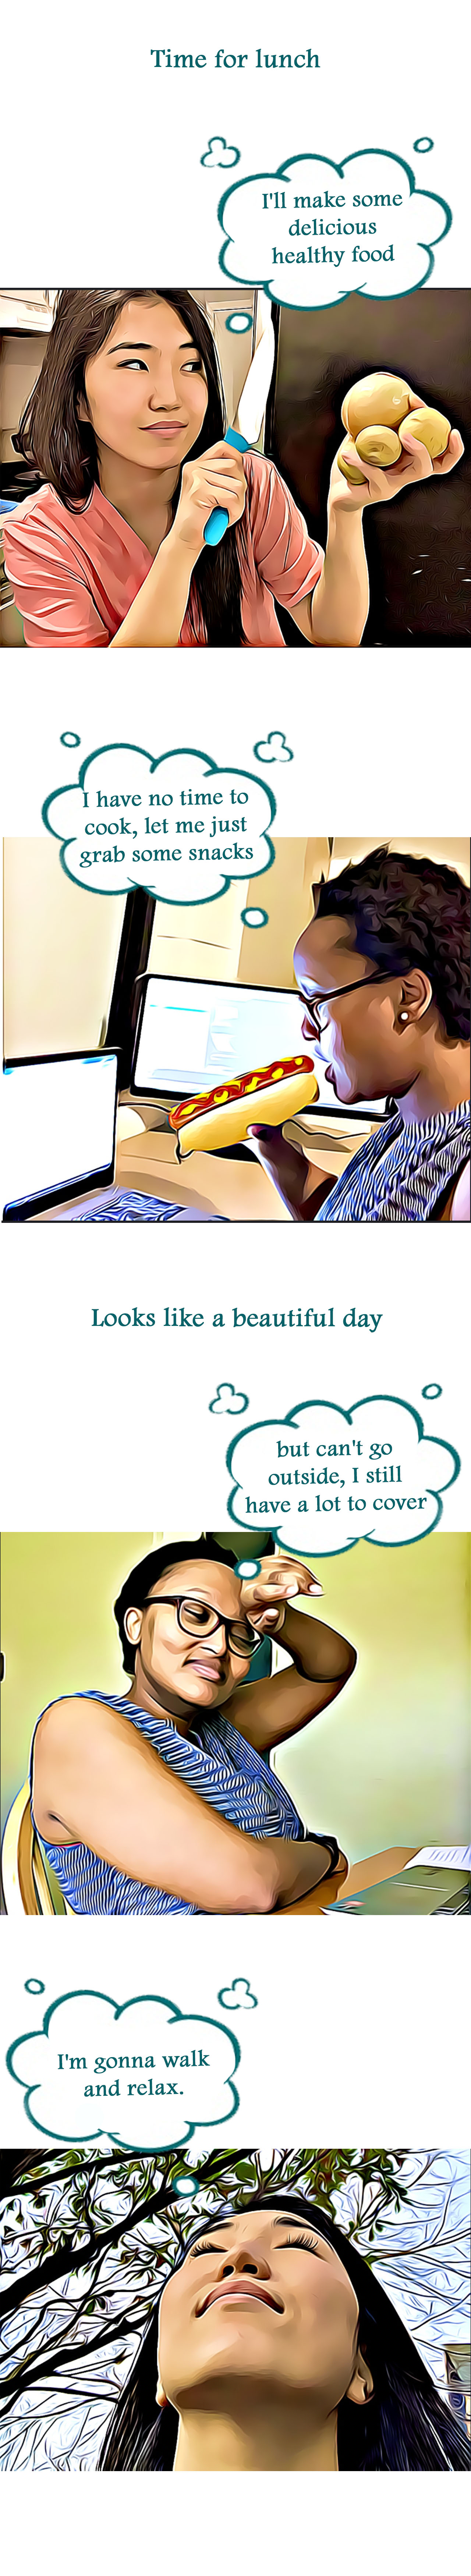 Time for lunch
I'll make some
delicious
healthy food
I have no time to
cook, let me just
grab some snacks
Looks like a beautiful day
but can't go
outside, I still
have a lot to cover
I'm gonna walk
and relax.